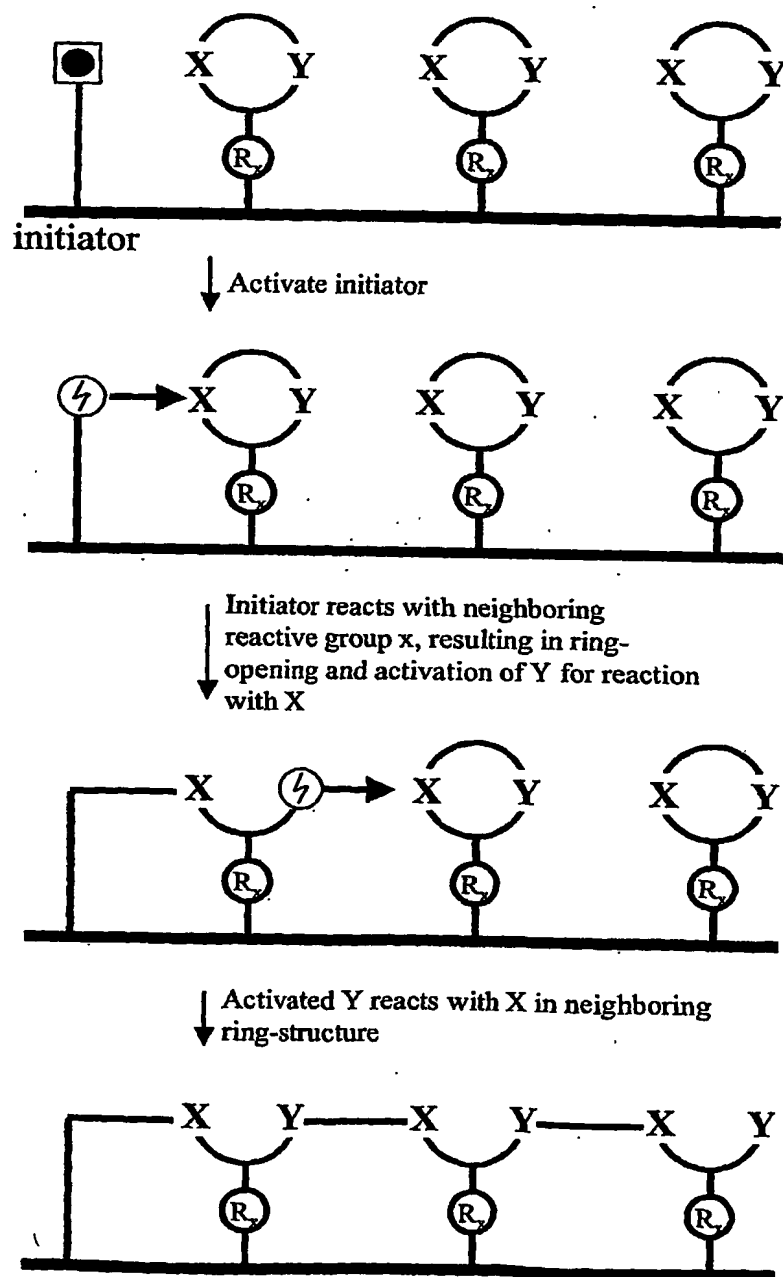 X Y X Y X Y
Rx Rx Rx
initiator
Activate initiator
X Y X Y X Y
Rx Rx Rx
Initiator reacts with neighboring
reactive group x, resulting in ring-
opening and activation of Y for reaction
with X
X X Y X Y
Rx Rx Rx
Activated Y reacts with X in neighboring
ring-structure
X Y X Y X Y
Rx Rx Rx